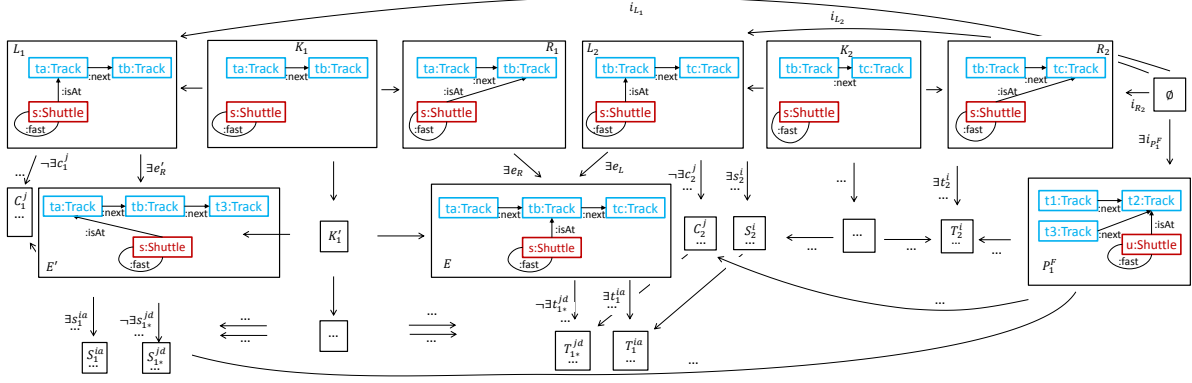 i_{L_1}
i_{L_2}
L_1
ta:Track
tb:Track
:next
:isAt
s:Shuttle
:fast
K_1
ta:Track
tb:Track
:next
s:Shuttle
:fast
R_1
ta:Track
tb:Track
:next
:isAt
s:Shuttle
:fast
L_2
tb:Track
tc:Track
:next
:isAt
s:Shuttle
:fast
K_2
tb:Track
tc:Track
:next
s:Shuttle
:fast
R_2
tb:Track
tc:Track
:next
:isAt
s:Shuttle
:fast
∅
i_{R_2}
∃i_{P_1^F}
¬∃c_1^j
...
∃e'_R
∃e_R
∃e_L
¬∃c_2^j
...
∃s_2^i
...
...
∃t_2^i
...
C_1^j
...
ta:Track
tb:Track
t3:Track
:next
:next
:isAt
s:Shuttle
:fast
E'
K'_1
ta:Track
tb:Track
tc:Track
:next
:next
:isAt
s:Shuttle
:fast
E
C_2^j
...
S_2^i
...
...
...
...
T_2^i
...
...
t1:Track
t2:Track
:next
t3:Track
:next
:isAt
u:Shuttle
:fast
P_1^F
∃s_1^{ia}
...
¬∃s_{1*}^{jd}
...
...
...
...
...
...
¬∃t_{1*}^{jd}
...
∃t_1^{ia}
...
...
S_1^{ia}
...
S_{1*}^{jd}
...
T_{1*}^{jd}
...
T_1^{ia}
...
...